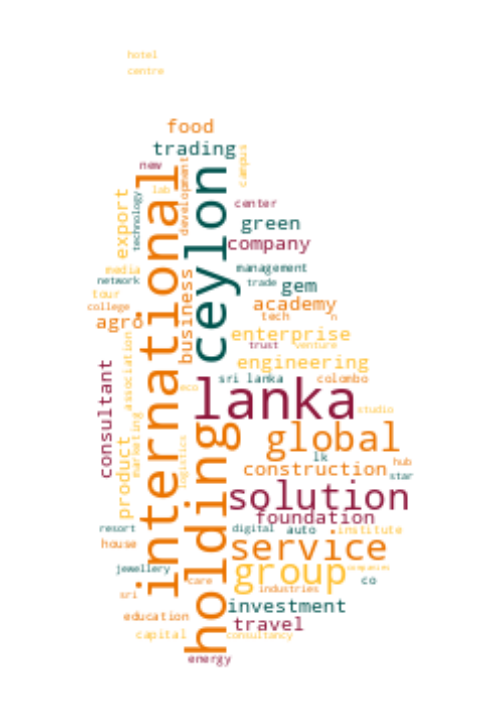 hotel
centre
food
trading
new
international
ceylon
development
campus
lab
export
technology
center
green
company
media
management
network
trade
gem
tour
business
college
academy
agro
tech
n
enterprise
trust
venture
association
engineering
consultant
sri lanka
colombo
eco
lanka
studio
marketing
holding
global
product
logistics
lk
hub
construction
star
solution
foundation
resort
digital
auto
institute
house
service
jewellery
group
companies
care
co
sri
industries
investment
education
travel
capital
consultancy
energy